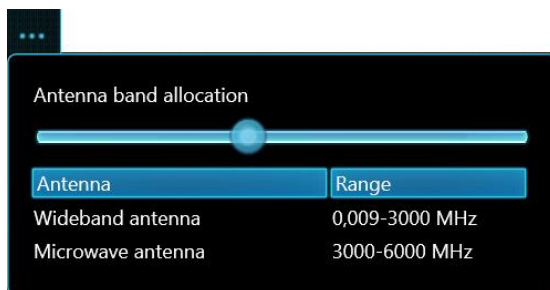 ...
Antenna band allocation
Antenna Range
Wideband antenna 0,009-3000 MHz
Microwave antenna 3000-6000 MHz